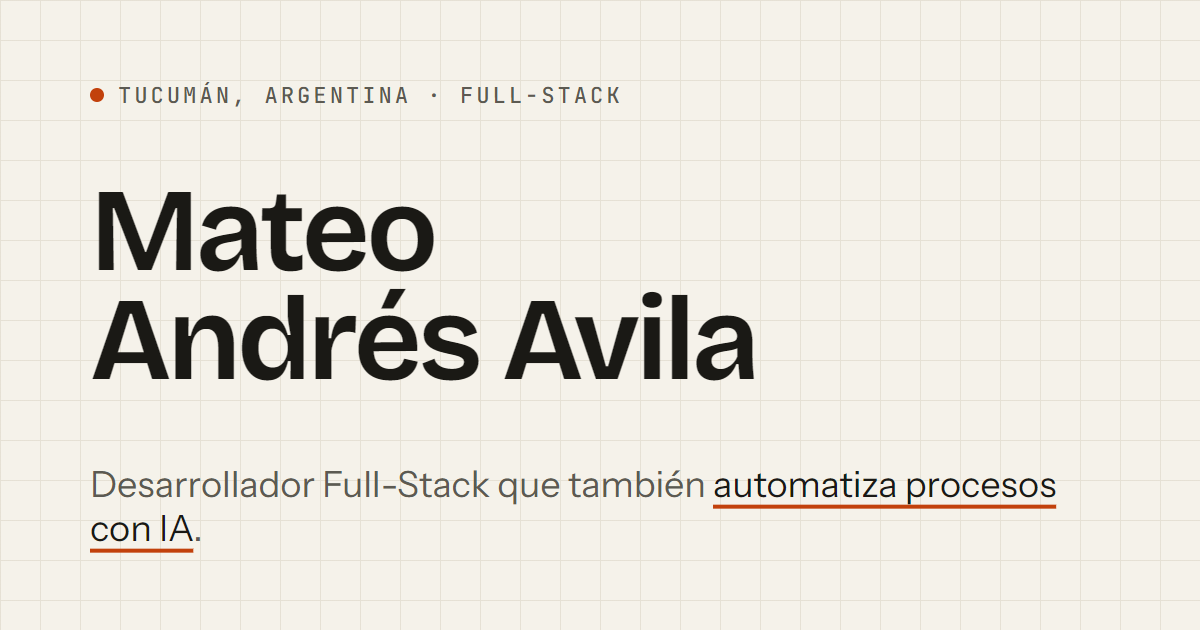 TUCUMÁN, ARGENTINA · FULL-STACK
Mateo
Andrés Avila
Desarrollador Full-Stack que también automatiza procesos
con IA.